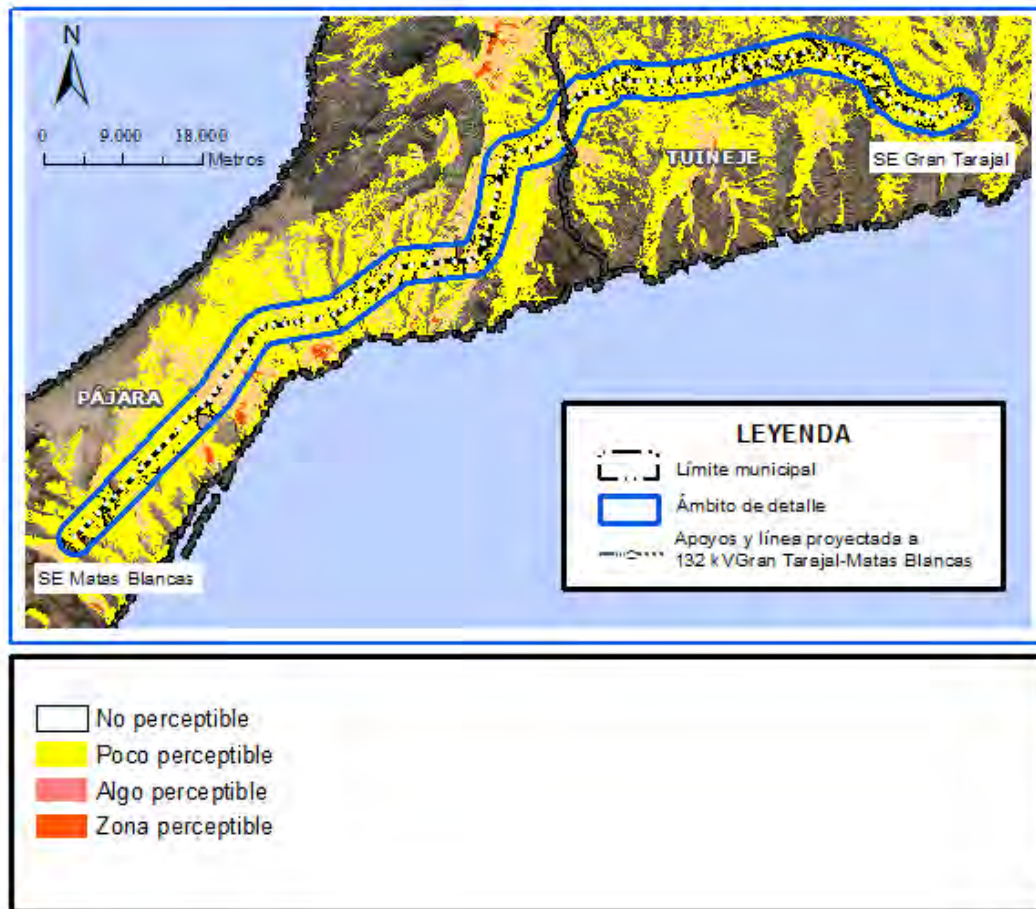 N
0 9.000 18.000
Metros
TUINEJE
SE Gran Tarajal
PÁJARA
SE Matas Blancas
LEYENDA
Límite municipal
Ámbito de detalle
Apoyos y línea proyectada a
132 kVGran Tarajal-Matas Blancas
No perceptible
Poco perceptible
Algo perceptible
Zona perceptible